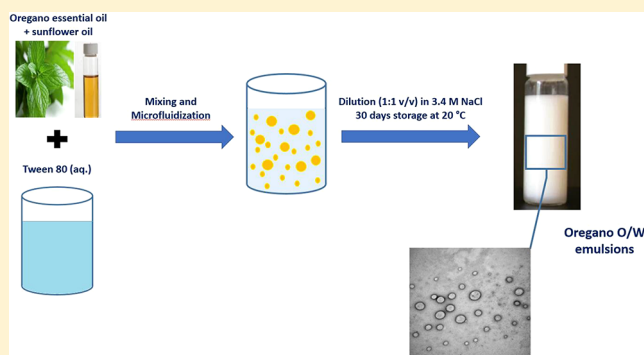 Oregano essential oil
+ sunflower oil
Tween 80 (aq.)
Mixing and
Microfluidization
Dilution (1:1 v/v) in 3.4 M NaCl
30 days storage at 20 °C
Oregano O/W
emulsions